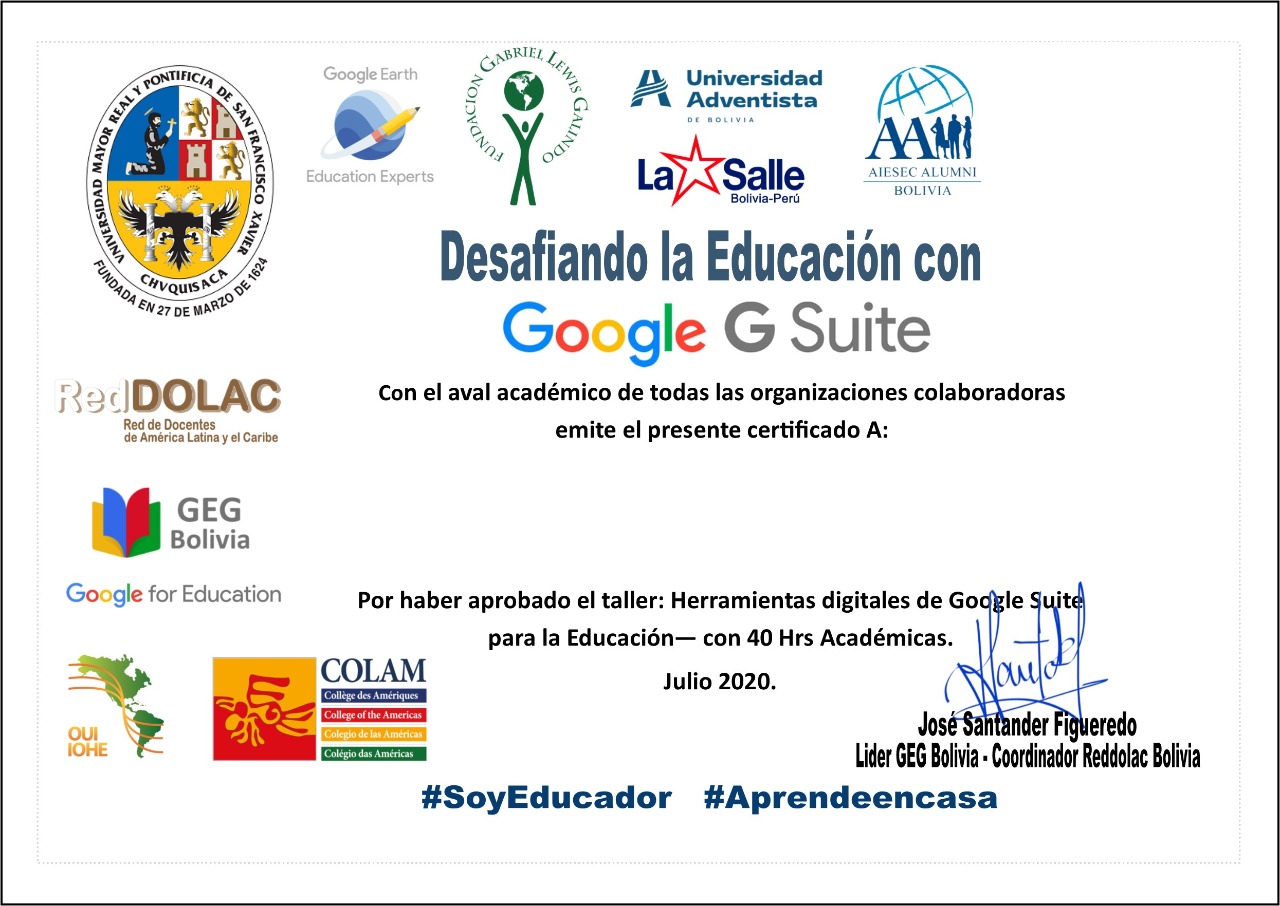 UNIVERSIDAD MAYOR REAL Y PONTIFICIA DE SAN FRANCISCO XAVIER
CHVQUISACA
FUNDADA EN 27 DE MARZO DE 1624
Google Earth
Education Experts
FUNDACION GABRIEL LEWIS GALINDO
Universidad
Adventista
DE BOLIVIA
La Salle
Bolivia-Perú
AA
AIESEC ALUMNI
BOLIVIA
Desafiando la Educación con
Google G Suite
RedDOLAC
Red de Docentes
de América Latina y el Caribe
Con el aval académico de todas las organizaciones colaboradoras
emite el presente certificado A:
GEG
Bolivia
Google for Education
Por haber aprobado el taller: Herramientas digitales de Google Suite
para la Educación— con 40 Hrs Académicas.
Julio 2020.
OUI
IOHE
COLAM
Collège des Amériques
College of the Americas
Colegio de las Américas
Colégio das Américas
José Santander Figueredo
Lider GEG Bolivia - Coordinador Reddolac Bolivia
#SoyEducador #Aprendeencasa